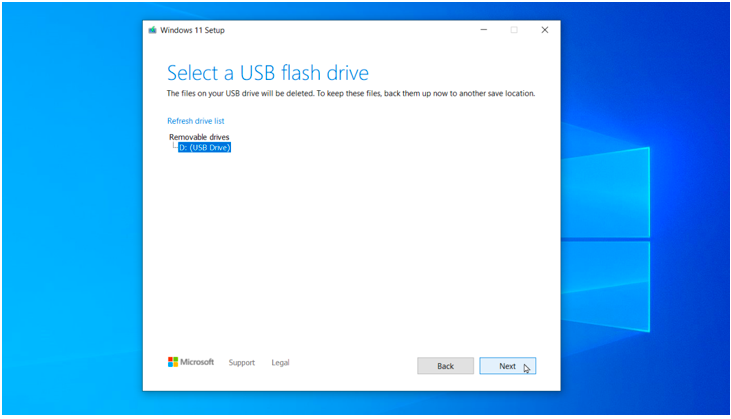 Windows 11 Setup
Select a USB flash drive
The files on your USB drive will be deleted. To keep these files, back them up now to another save location.
Refresh drive list
Removable drives
D: (USB Drive)
Microsoft
Support
Legal
Back
Next